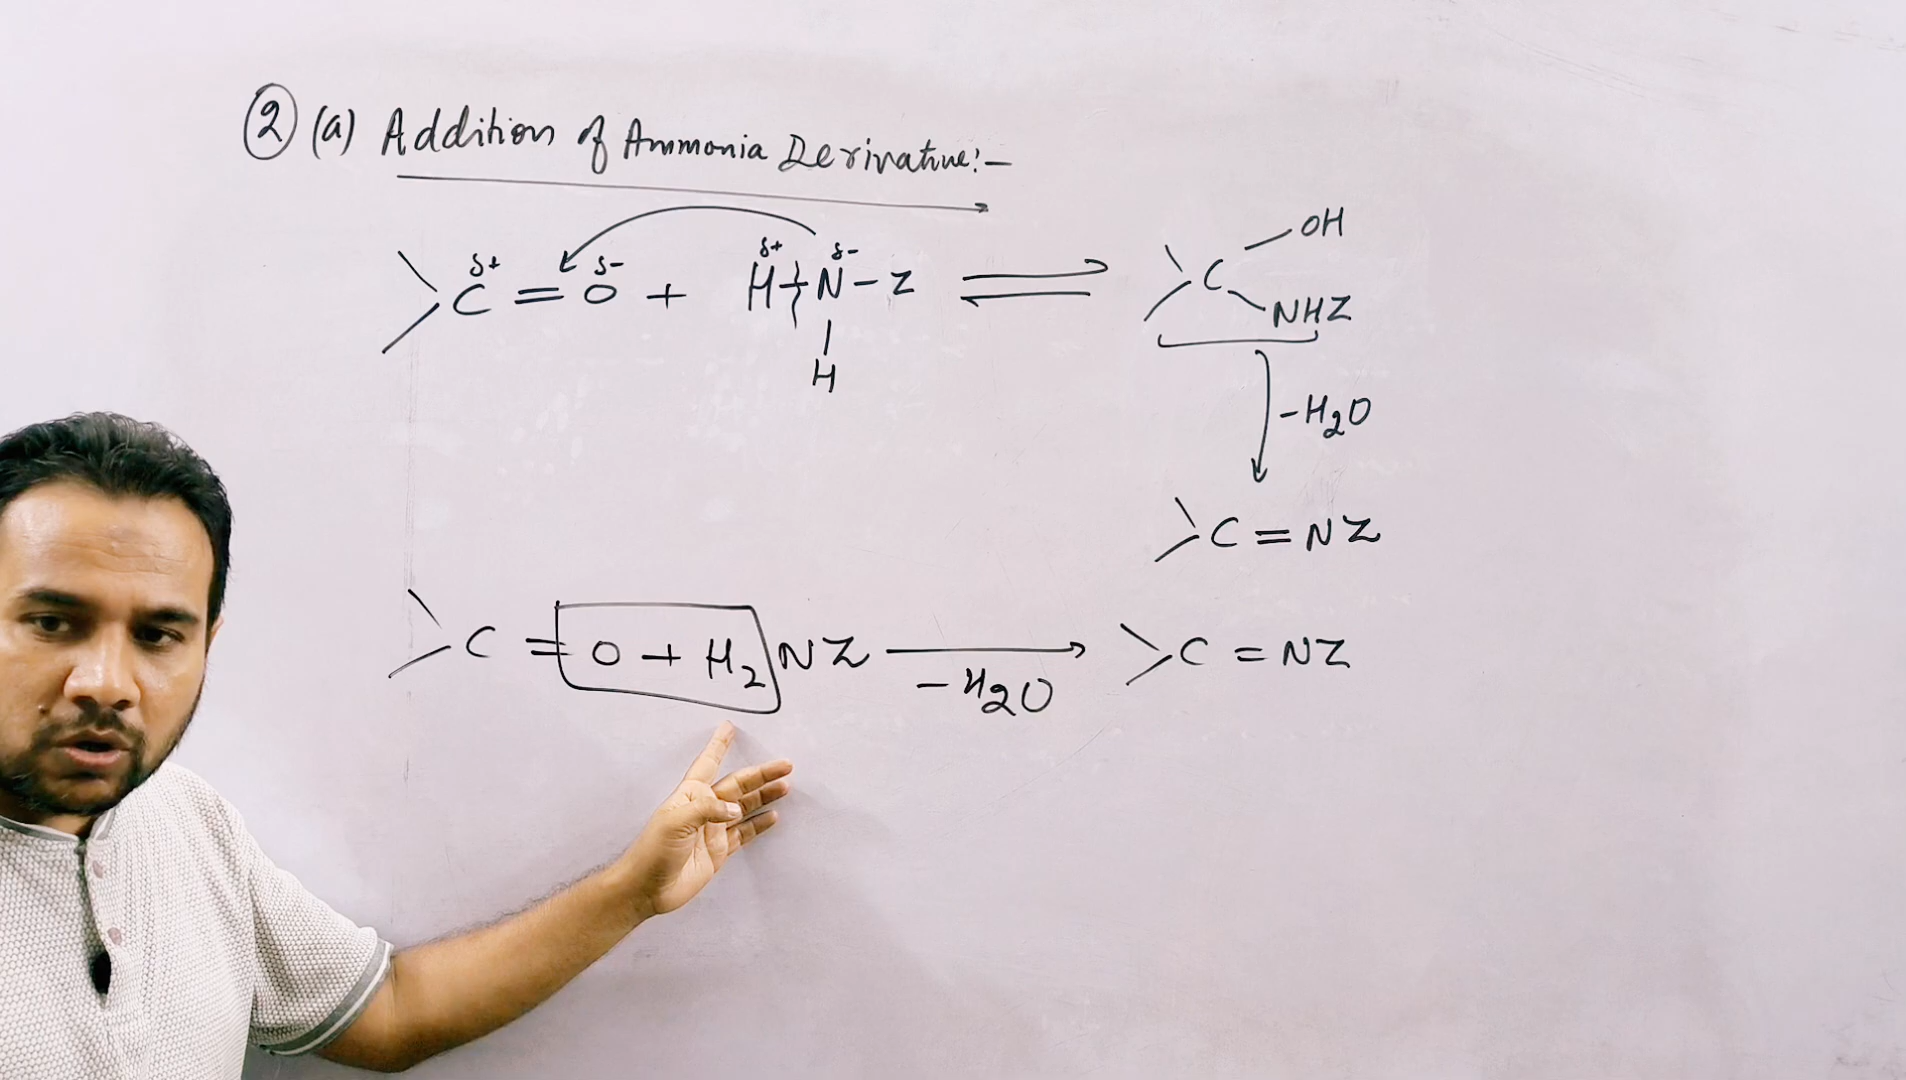 ② (a) Addition of Ammonia Derivative:-
>C^δ+ = O^δ- + H^δ+ - N^δ- - Z ⇌ >C - OH
NHZ
H
-H2O
>C = NZ
>C = O + H2NZ → >C = NZ
-H2O